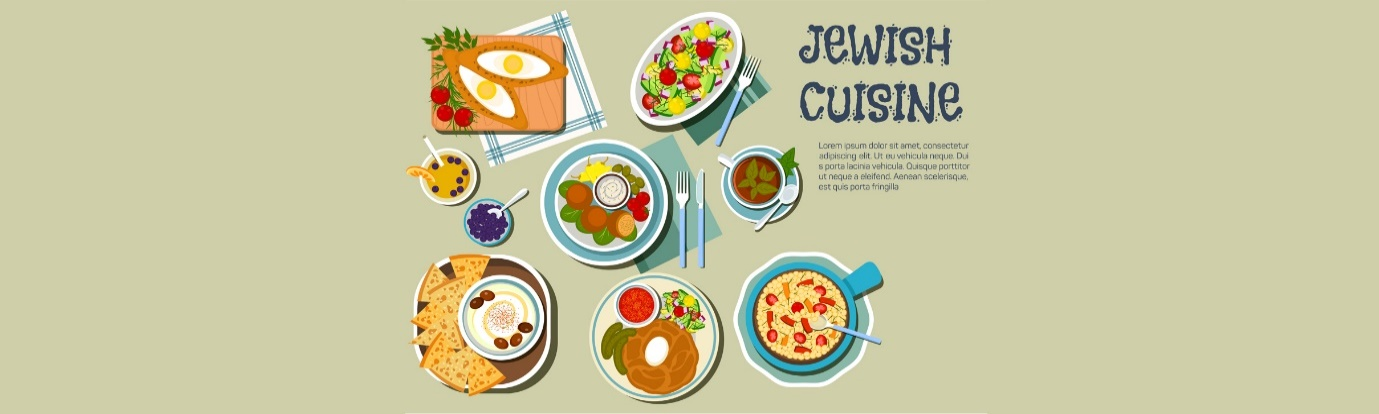 JEWISH
CUISINE
Lorem ipsum dolor sit amet, consectetur
adipiscing elit. Ut eu vehicula neque. Dui
s porta lacinia vehicula. Quisque porttitor
ut neque a eleifend. Aenean scelerisque,
est quis porta fringilla